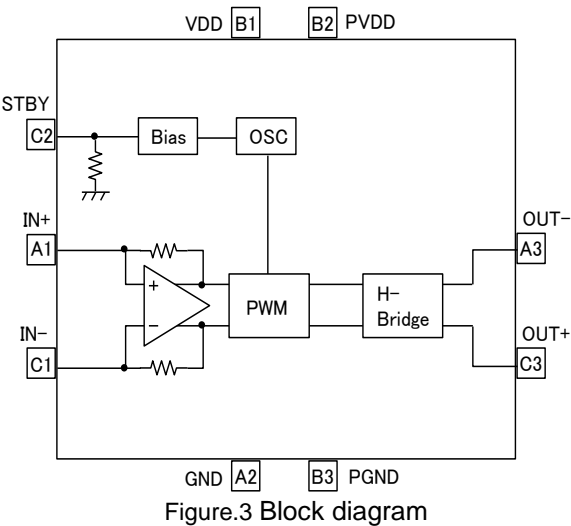 VDD B1 B2 PVDD
STBY
C2 Bias OSC
IN+ OUT-
A1 A3
+
PWM H-
Bridge
-
IN- OUT+
C1 C3
GND A2 B3 PGND
Figure.3 Block diagram